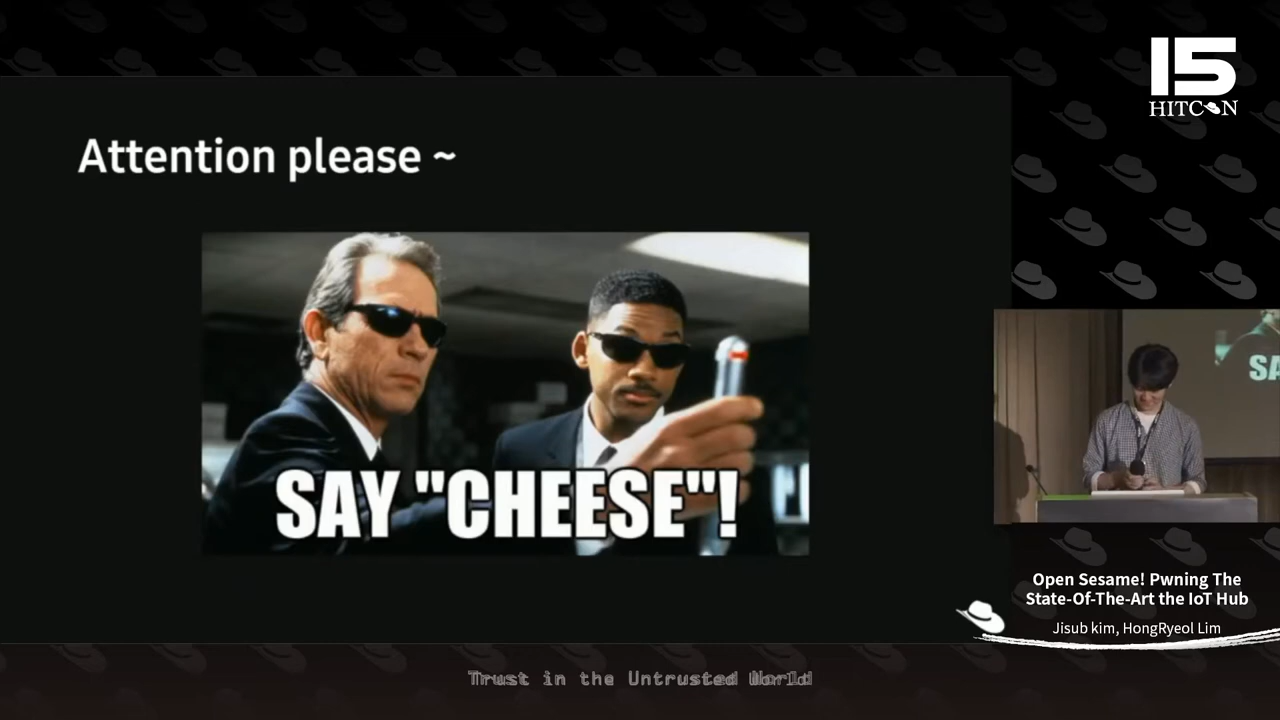 15
HITCON
Attention please ~
SAY "CHEESE"!
SA
Open Sesame! Pwning The
State-Of-The-Art the IoT Hub
Jisub kim, HongRyeol Lim
Trust in the Untrusted World